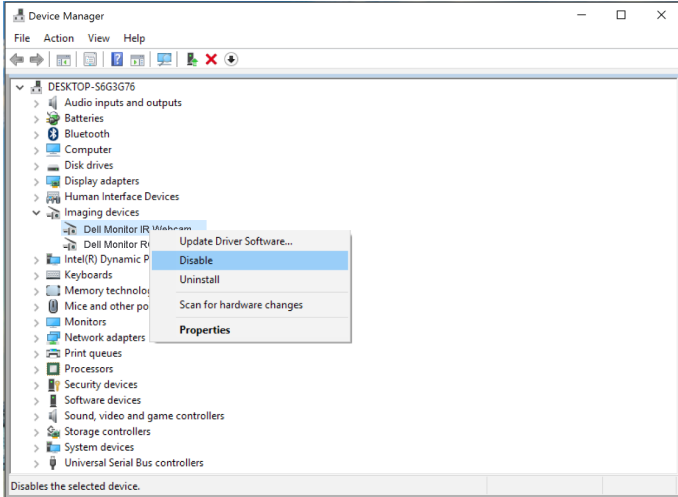 Device Manager
File Action View Help
DESKTOP-S6G3G76
Audio inputs and outputs
Batteries
Bluetooth
Computer
Disk drives
Display adapters
Human Interface Devices
Imaging devices
Dell Monitor IR Webcam
Dell Monitor
Intel(R) Dynamic
Keyboards
Memory
Mice and other
Monitors
Network adapters
Print queues
Processors
Security devices
Software devices
Sound, video and game controllers
Storage controllers
System devices
Universal Serial Bus controllers
Update Driver Software...
Disable
Uninstall
Scan for hardware changes
Properties
Disables the selected device.